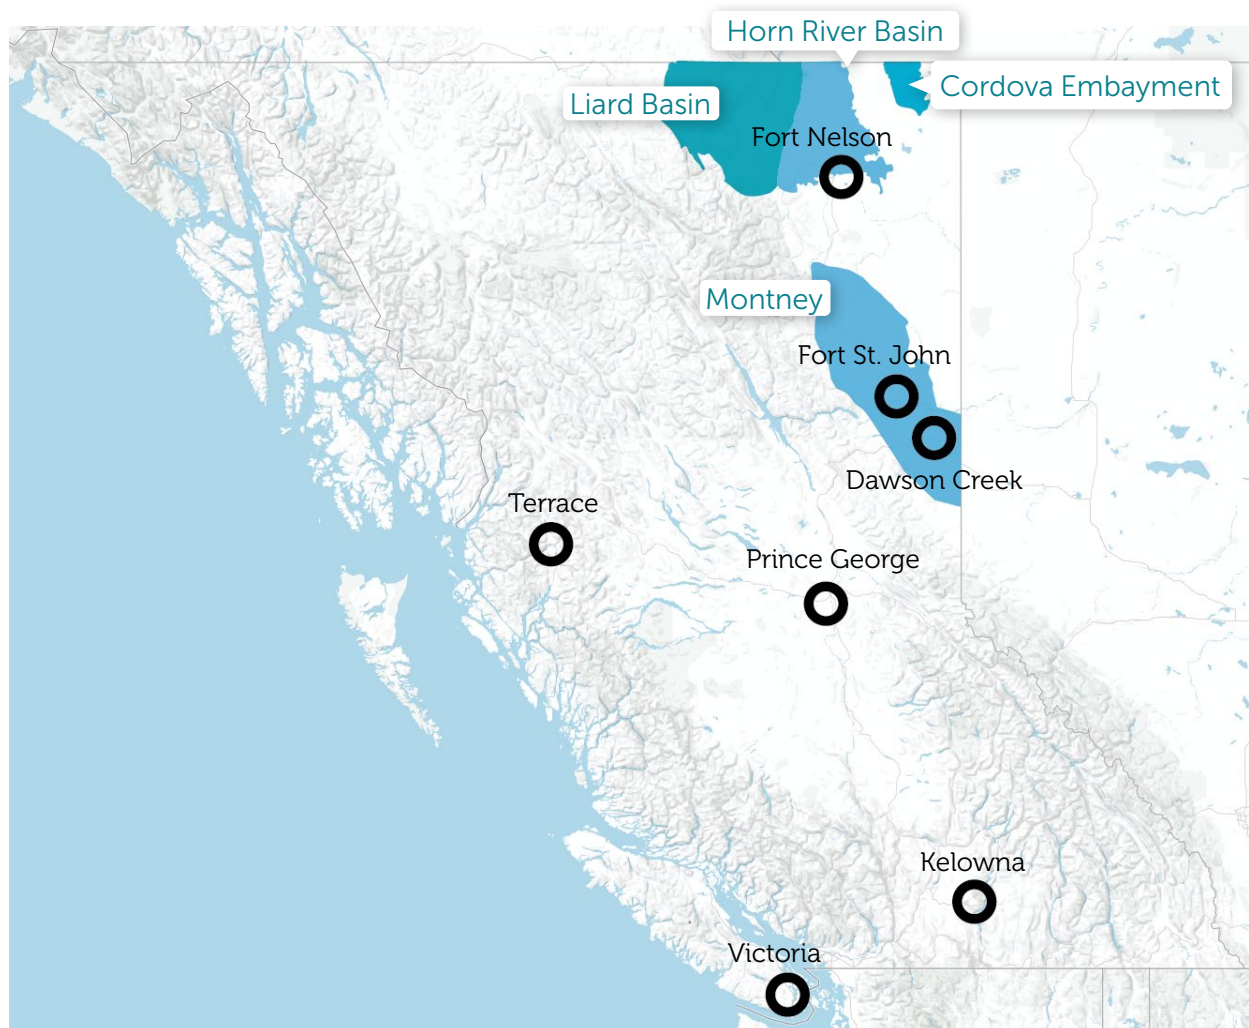 Horn River Basin
Cordova Embayment
Liard Basin
Fort Nelson
Montney
Fort St. John
Dawson Creek
Terrace
Prince George
Kelowna
Victoria